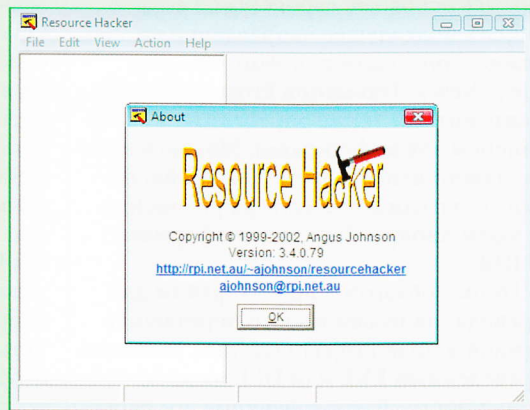 Resource Hacker
File Edit View Action Help
About
Resource Hacker
Copyright © 1999-2002, Angus Johnson
Version: 3.4.0.79
http://rpi.net.au/~ajohnson/resourcehacker
ajohnson@rpi.net.au
OK